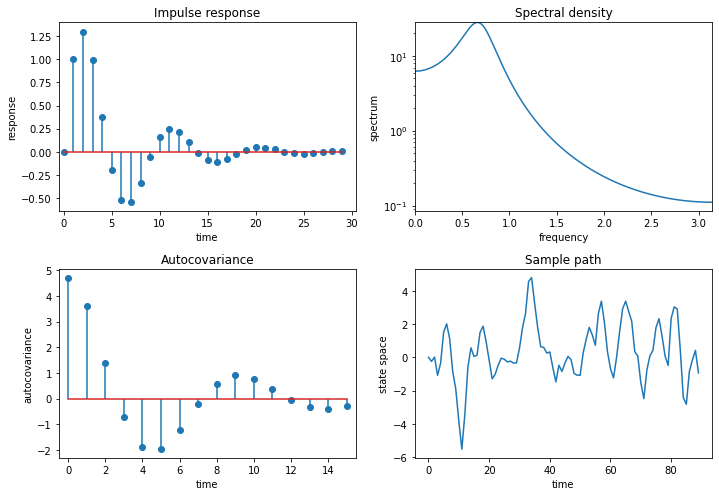 Impulse response
1.25
1.00
0.75
0.50
0.25
0.00
−0.25
−0.50
response
0 5 10 15 20 25 30
time
Spectral density
10¹
10⁰
10⁻¹
spectrum
0.0 0.5 1.0 1.5 2.0 2.5 3.0
frequency
Autocovariance
5
4
3
2
1
0
−1
−2
autocovariance
0 2 4 6 8 10 12 14
time
Sample path
4
2
0
−2
−4
−6
state space
0 20 40 60 80
time